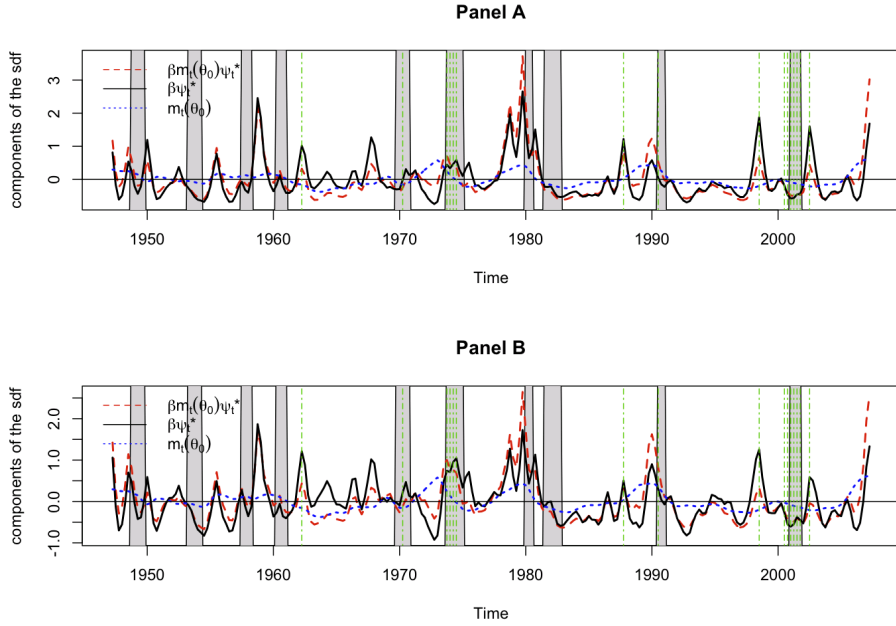 Panel A
components of the sdf
3
2
1
0
βm_t(θ_0)ψ_t*
βψ_t*
m_t(θ_0)
1950 1960 1970 1980 1990 2000
Time
Panel B
components of the sdf
2.0
1.0
0.0
-1.0
βm_t(θ_0)ψ_t*
βψ_t*
m_t(θ_0)
1950 1960 1970 1980 1990 2000
Time